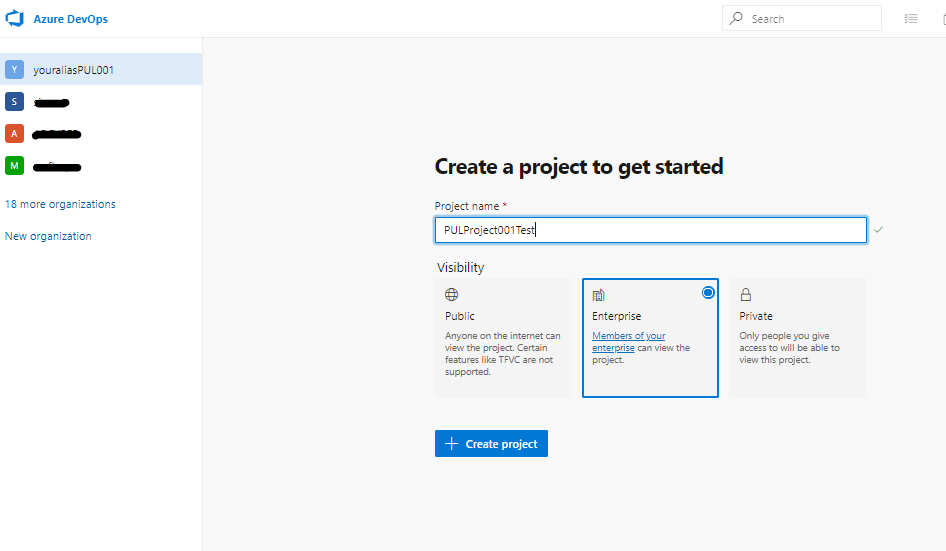 Azure DevOps
Search
Y youraliasPUL001
S
A
M
18 more organizations
New organization
Create a project to get started
Project name *
PULProject001Test
Visibility
Public
Anyone on the internet can
view the project. Certain
features like TFVC are not
supported.
Enterprise
Members of your
enterprise can view the
project.
Private
Only people you give
access to will be able to
view this project.
Create project